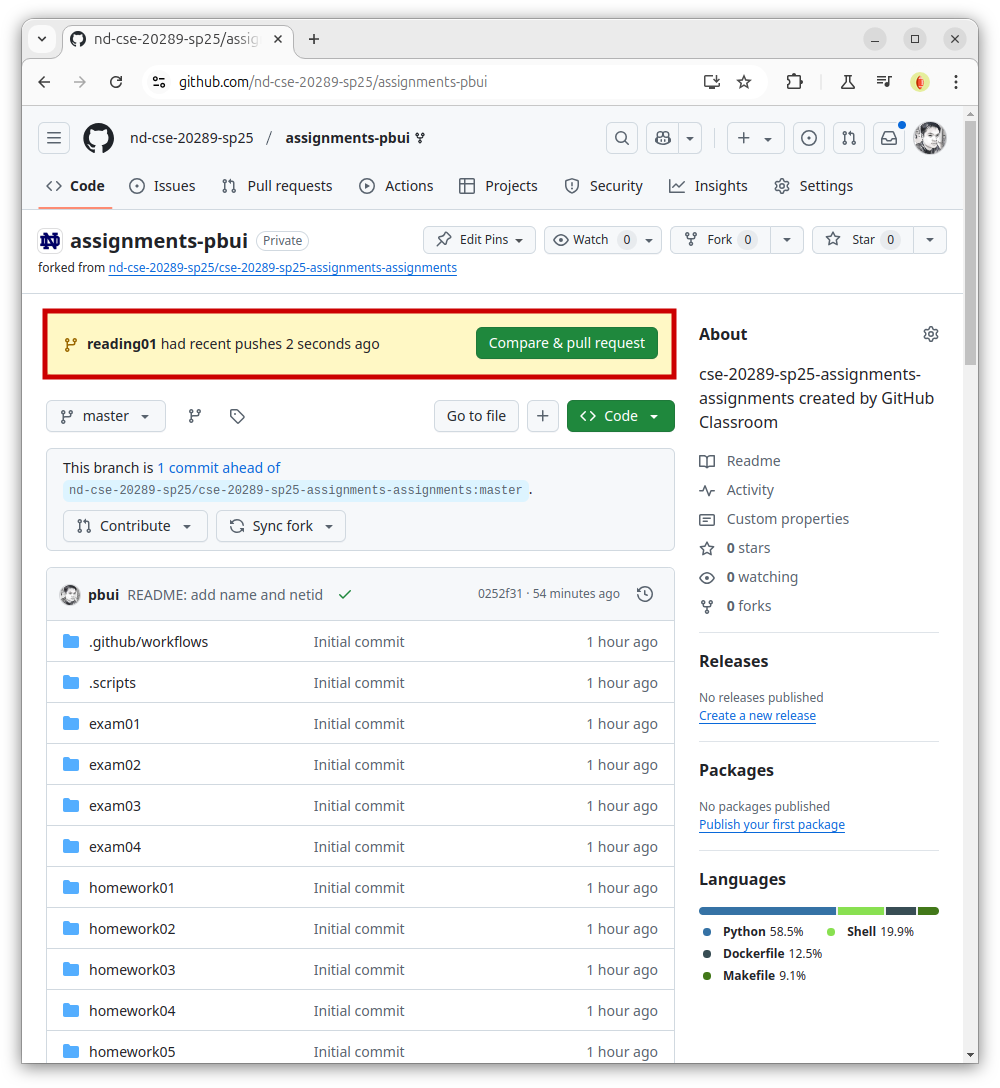 nd-cse-20289-sp25/assig
github.com/nd-cse-20289-sp25/assignments-pbui
nd-cse-20289-sp25 / assignments-pbui
Code Issues Pull requests Actions Projects Security Insights Settings
assignments-pbui Private Edit Pins Watch 0 Fork 0 Star 0
forked from nd-cse-20289-sp25/cse-20289-sp25-assignments-assignments
reading01 had recent pushes 2 seconds ago Compare & pull request
master Go to file Code
This branch is 1 commit ahead of
nd-cse-20289-sp25/cse-20289-sp25-assignments-assignments:master .
Contribute Sync fork
pbui README: add name and netid 0252f31 · 54 minutes ago
.github/workflows Initial commit 1 hour ago
.scripts Initial commit 1 hour ago
exam01 Initial commit 1 hour ago
exam02 Initial commit 1 hour ago
exam03 Initial commit 1 hour ago
exam04 Initial commit 1 hour ago
homework01 Initial commit 1 hour ago
homework02 Initial commit 1 hour ago
homework03 Initial commit 1 hour ago
homework04 Initial commit 1 hour ago
homework05 Initial commit 1 hour ago
About
cse-20289-sp25-assignments-
assignments created by GitHub
Classroom
Readme
Activity
Custom properties
0 stars
0 watching
0 forks
Releases
No releases published
Create a new release
Packages
No packages published
Publish your first package
Languages
Python 58.5% Shell 19.9%
Dockerfile 12.5%
Makefile 9.1%